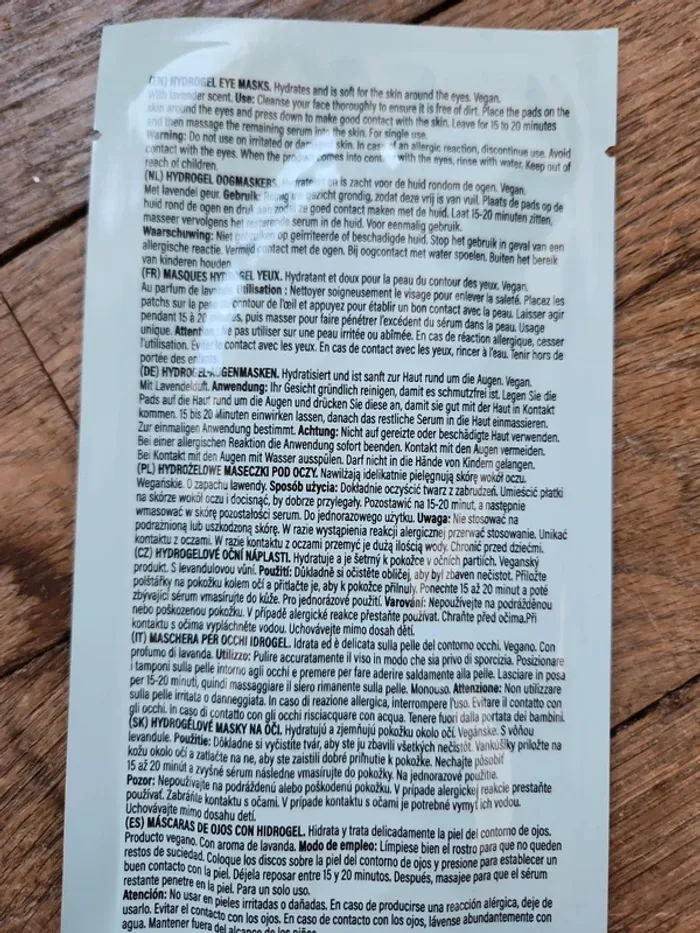 (EN) HYDROGEL EYE MASKS. Hydrates and is soft for the skin around the eyes. Vegan.
With lavender scent. Use: Cleanse your face thoroughly to ensure it is free of dirt. Place the pads on the
skin around the eyes and press down to make good contact with the skin. Leave for 15 to 20 minutes
and then massage the remaining serum into the skin. For single use.
Warning: Do not use on irritated or skin. In case of an allergic reaction, discontinue use. Avoid
contact with the eyes. When the product comes into contact with the eyes, rinse with water. Keep out of
reach of children.
(NL) HYDROGEL OOGMASKERS. Hydrateert en is zacht voor de huid rondom de ogen. Vegan.
Met lavendel geur. Gebruik: Reinig uw gezicht grondig, zodat deze vrij is van vuil. Plaats de pads op de
huid rond de ogen en druk aan zodat ze goed contact maken met de huid. Laat 15-20 minuten zitten,
masseer vervolgens het resterende serum in de huid. Voor eenmalig gebruik.
Waarschuwing: Niet gebruiken op geïrriteerde of beschadigde huid. Stop het gebruik in geval van een
allergische reactie. Vermijd contact met de ogen. Bij oogcontact met water spoelen. Buiten het bereik
van kinderen houden.
(FR) MASQUES HYDROGEL YEUX. Hydratant et doux pour la peau du contour des yeux. Vegan.
Au parfum de lavande. Utilisation : Nettoyer soigneusement le visage pour enlever la saleté. Placez les
patchs sur la peau contour de l'œil et appuyez pour établir un bon contact avec la peau. Laisser agir
pendant 15 à 20 minutes, puis masser pour faire pénétrer l'excédent du sérum dans la peau. Usage
unique. Attention : Ne pas utiliser sur une peau irritée ou abîmée. En cas de réaction allergique, cesser
l'utilisation. Eviter le contact avec les yeux. En cas de contact avec les yeux, rincer à l'eau. Tenir hors de
portée des enfants.
(DE) HYDROGEL-AUGENMASKEN. Hydratisiert und ist sanft zur Haut rund um die Augen. Vegan.
Mit Lavendelduft. Anwendung: Ihr Gesicht gründlich reinigen, damit es schmutzfrei ist. Legen Sie die
Pads auf die Haut rund um die Augen und drücken Sie diese an, damit sie gut mit der Haut in Kontakt
kommen. 15 bis 20 Minuten einwirken lassen, danach das restliche Serum in die Haut einmassieren.
Zur einmaligen Anwendung bestimmt. Achtung: Nicht auf gereizte oder beschädigte Haut verwenden.
Bei einer allergischen Reaktion die Anwendung sofort beenden. Kontakt mit den Augen vermeiden.
Bei Kontakt mit den Augen mit Wasser ausspülen. Darf nicht in die Hände von Kindern gelangen.
(PL) HYDROŻELOWE MASECZKI POD OCZY. Nawilżają idelikatnie pielęgnują skórę wokół oczu.
Wegańskie. O zapachu lawendy. Sposób użycia: Dokładnie oczyścić twarz z zabrudzeń. Umieścić płatki
na skórze wokół oczu i docisnąć, by dobrze przylegały. Pozostawić na 15-20 minut, a następnie
wmasować w skórę pozostałości serum. Do jednorazowego użytku. Uwaga: Nie stosować na
podrażnioną lub uszkodzoną skórę. W razie wystąpienia reakcji alergicznej przerwać stosowanie. Unikać
kontaktu z oczami. W razie kontaktu z oczami przemyć je dużą ilością wody. Chronić przed dziećmi.
(CZ) HYDROGELOVÉ OČNÍ NÁPLASTI. Hydratuje a je šetrný k pokožce v očních partiích. Veganský
produkt. S levandulovou vůní. Použití: Důkladně si očistěte obličej, aby byl zbaven nečistot. Přiložte
polštářky na pokožku kolem očí a přitlačte je, aby k pokožce přilnuly. Ponechte 15 až 20 minut a poté
zbývající sérum vmasírujte do kůže. Pro jednorázové použití. Varování: Nepoužívejte na podrážděnou
nebo poškozenou pokožku. V případě alergické reakce přestaňte používat. Chraňte před očima.Při
kontaktu s očima vypláchněte vodou. Uchovávejte mimo dosah dětí.
(IT) MASCHERA PER OCCHI IDROGEL. Idrata ed è delicata sulla pelle del contorno occhi. Vegano. Con
profumo di lavanda. Utilizzo: Pulire accuratamente il viso in modo che sia privo di sporcizia. Posizionare
i tamponi sulla pelle intorno agli occhi e premere per fare aderire saldamente alla pelle. Lasciare in posa
per 15-20 minuti, quindi massaggiare il siero rimanente sulla pelle. Monouso. Attenzione: Non utilizzare
sulla pelle irritata o danneggiata. In caso di reazione allergica, interrompere l'uso. Evitare il contatto con
gli occhi. In caso di contatto con gli occhi risciacquare con acqua. Tenere fuori dalla portata dei bambini.
(SK) HYDROGÉLOVÉ MASKY NA OČI. Hydratujú a zjemňujú pokožku okolo očí. Vegánske. S vôňou
levandule. Použitie: Dôkladne si vyčistite tvár, aby ste ju zbavili všetkých nečistôt. Vankúšiky priložte na
kožu okolo očí a zatlačte na ne, aby ste zaistili dobré priľnutie k pokožke. Nechajte pôsobiť
15 až 20 minút a zvyšné sérum následne vmasírujte do pokožky. Na jednorazové použitie.
Pozor: Nepoužívajte na podráždenú alebo poškodenú pokožku. V prípade alergickej reakcie prestaňte
používať. Zabráňte kontaktu s očami. V prípade kontaktu s očami je potrebné vymyť ich vodou.
Uchovávajte mimo dosahu detí.
(ES) MÁSCARAS DE OJOS CON HIDROGEL. Hidrata y trata delicadamente la piel del contorno de ojos.
Producto vegano. Con aroma de lavanda. Modo de empleo: Límpiese bien el rostro para que no queden
restos de suciedad. Coloque los discos sobre la piel del contorno de ojos y presione para establecer un
buen contacto con la piel. Déjela reposar entre 15 y 20 minutos. Después, masajee para que el sérum
restante penetre en la piel. Para un solo uso.
Atención: No usar en pieles irritadas o dañadas. En caso de producirse una reacción alérgica, deje de
usarlo. Evitar el contacto con los ojos. En caso de contacto con los ojos, lávense abundantemente con
agua. Mantener fuera del alcance de los niños.